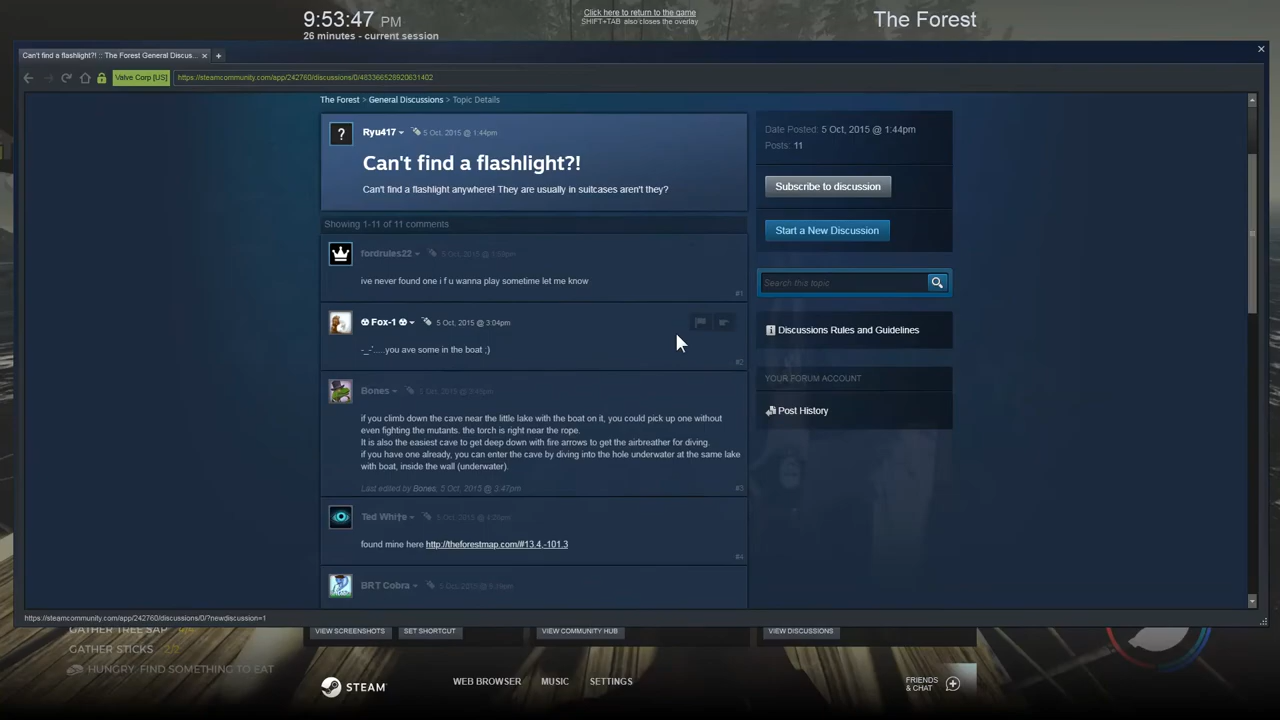 9:53:47 PM
26 minutes - current session
Click here to return to the game
SHIFT+TAB also closes the overlay
The Forest
Can't find a flashlight?! :: The Forest General Discus...
Valve Corp [US]
https://steamcommunity.com/app/242760/discussions/0/483366528920631402
The Forest > General Discussions > Topic Details
Ryu417
5 Oct, 2015 @ 1:44pm
Can't find a flashlight?!
Can't find a flashlight anywhere! They are usually in suitcases aren't they?
Showing 1-11 of 11 comments
fordrules22
5 Oct, 2015 @ 1:59pm
ive never found one i f u wanna play sometime let me know
#1
☢ Fox-1 ☢
5 Oct, 2015 @ 3:04pm
-_-'.....you ave some in the boat ;)
#2
Bones
if you climb down the cave near the little lake with the boat on it, you could pick up one without
even fighting the mutants. the torch is right near the rope.
It is also the easiest cave to get deep down with fire arrows to get the airbreather for diving.
if you have one already, you can enter the cave by diving into the hole underwater at the same lake
with boat, inside the wall (underwater).
Last edited by Bones, 5 Oct, 2015 @ 3:47pm
#3
Ted Whi†e
found mine here http://theforestmap.com/#13.4,-101.3
#4
BRT Cobra
Date Posted: 5 Oct, 2015 @ 1:44pm
Posts: 11
Subscribe to discussion
Start a New Discussion
Search this topic
Discussions Rules and Guidelines
YOUR FORUM ACCOUNT
Post History
https://steamcommunity.com/app/242760/discussions/0/?newdiscussion=1
GATHER TREE SAP
GATHER STICKS 2/2
HUNGRY: FIND SOMETHING TO EAT
VIEW SCREENSHOTS
SET SHORTCUT
VIEW COMMUNITY HUB
VIEW DISCUSSIONS
STEAM
WEB BROWSER
MUSIC
SETTINGS
FRIENDS
& CHAT